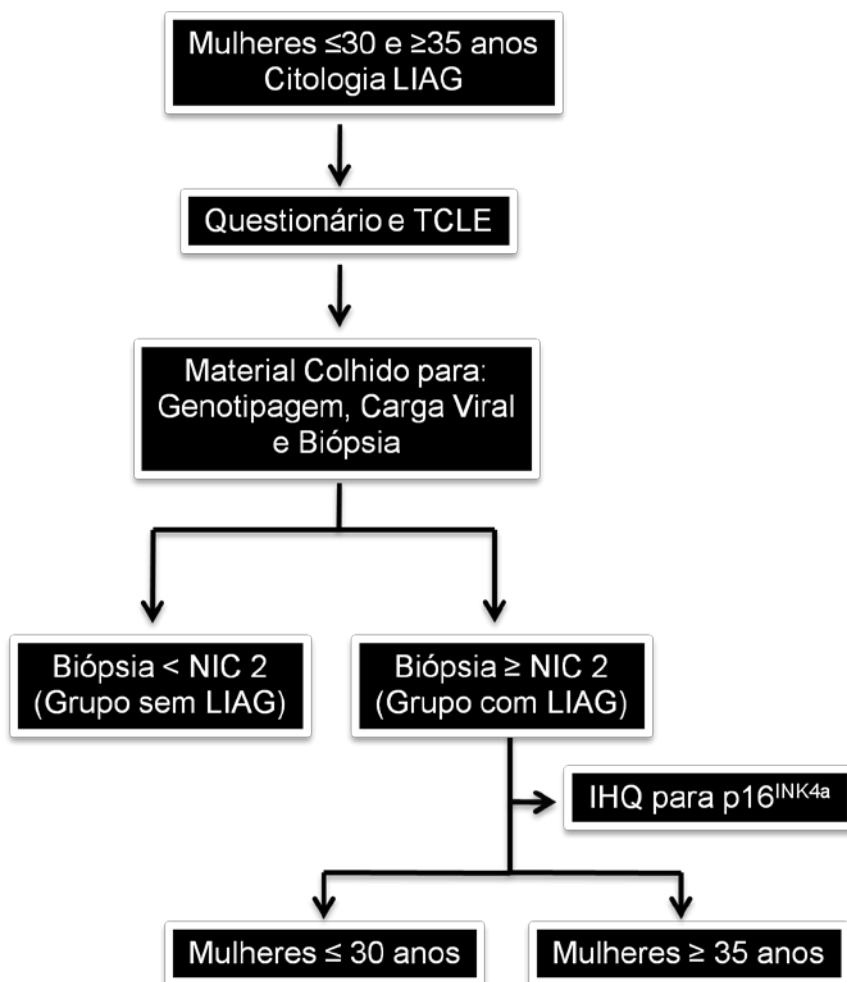 Mulheres ≤30 e ≥35 anos
Citologia LIAG
Questionário e TCLE
Material Colhido para:
Genotipagem, Carga Viral
e Biópsia
Biópsia < NIC 2
(Grupo sem LIAG)
Biópsia ≥ NIC 2
(Grupo com LIAG)
IHQ para p16ᴵᴺᴷ⁴ᵃ
Mulheres ≤ 30 anos
Mulheres ≥ 35 anos